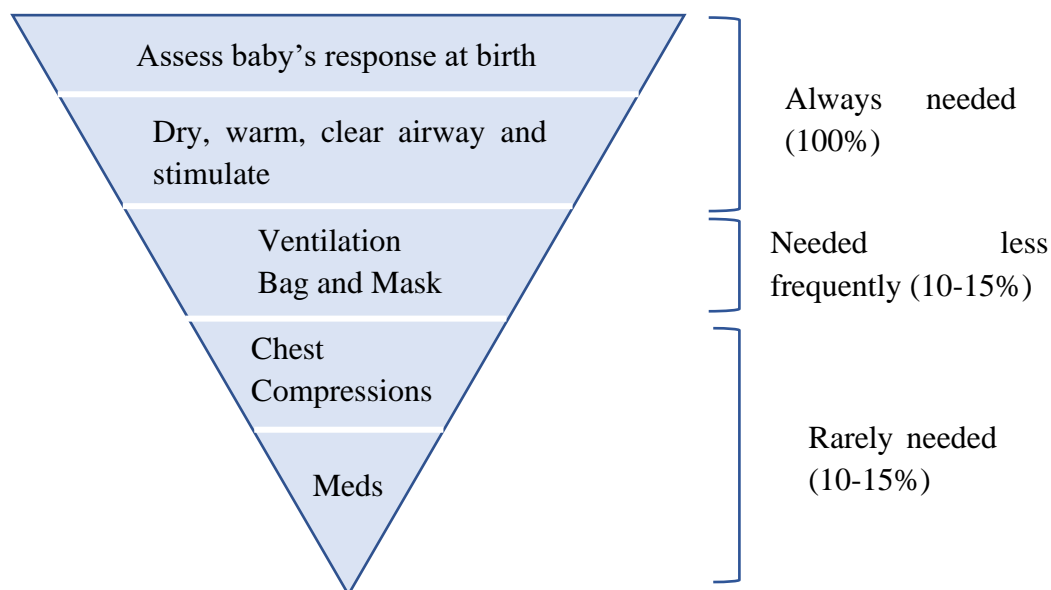 Assess baby’s response at birth
Dry, warm, clear airway and
stimulate
Ventilation
Bag and Mask
Chest
Compressions
Meds
Always needed
(100%)
Needed less
frequently (10-15%)
Rarely needed
(10-15%)